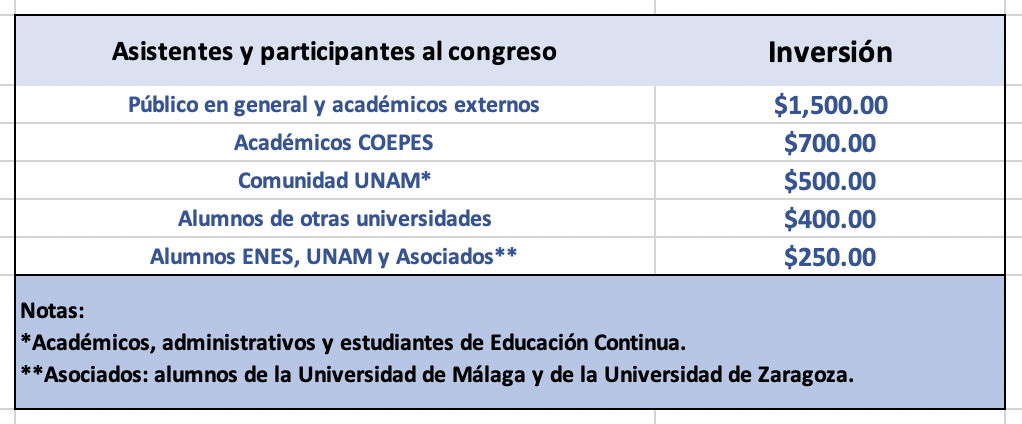 Asistentes y participantes al congreso Inversión
Público en general y académicos externos $1,500.00
Académicos COEPES $700.00
Comunidad UNAM* $500.00
Alumnos de otras universidades $400.00
Alumnos ENES, UNAM y Asociados** $250.00
Notas:
*Académicos, administrativos y estudiantes de Educación Continua.
**Asociados: alumnos de la Universidad de Málaga y de la Universidad de Zaragoza.